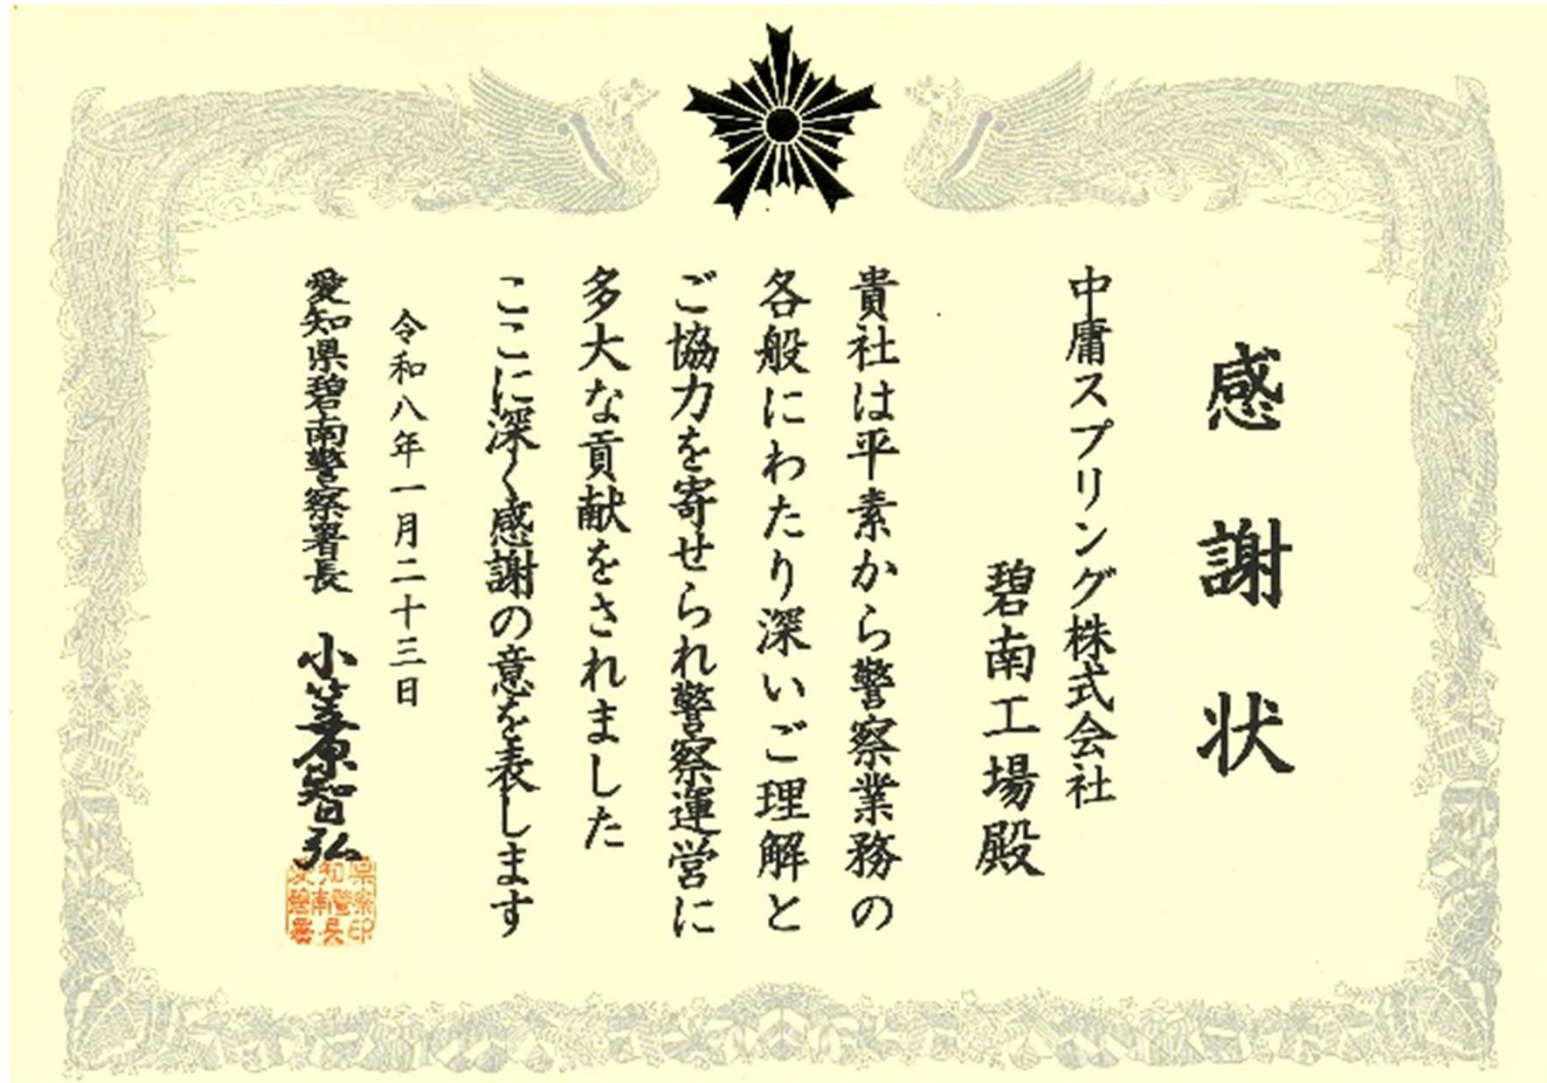 感謝状
中庸スプリング株式会社
碧南工場殿
貴社は平素から警察業務の
各般にわたり深いご理解と
ご協力を寄せられ警察運営に
多大な貢献をされました
ここに深く感謝の意を表します
令和八年一月二十三日
愛知県碧南警察署長 小笠原智弘